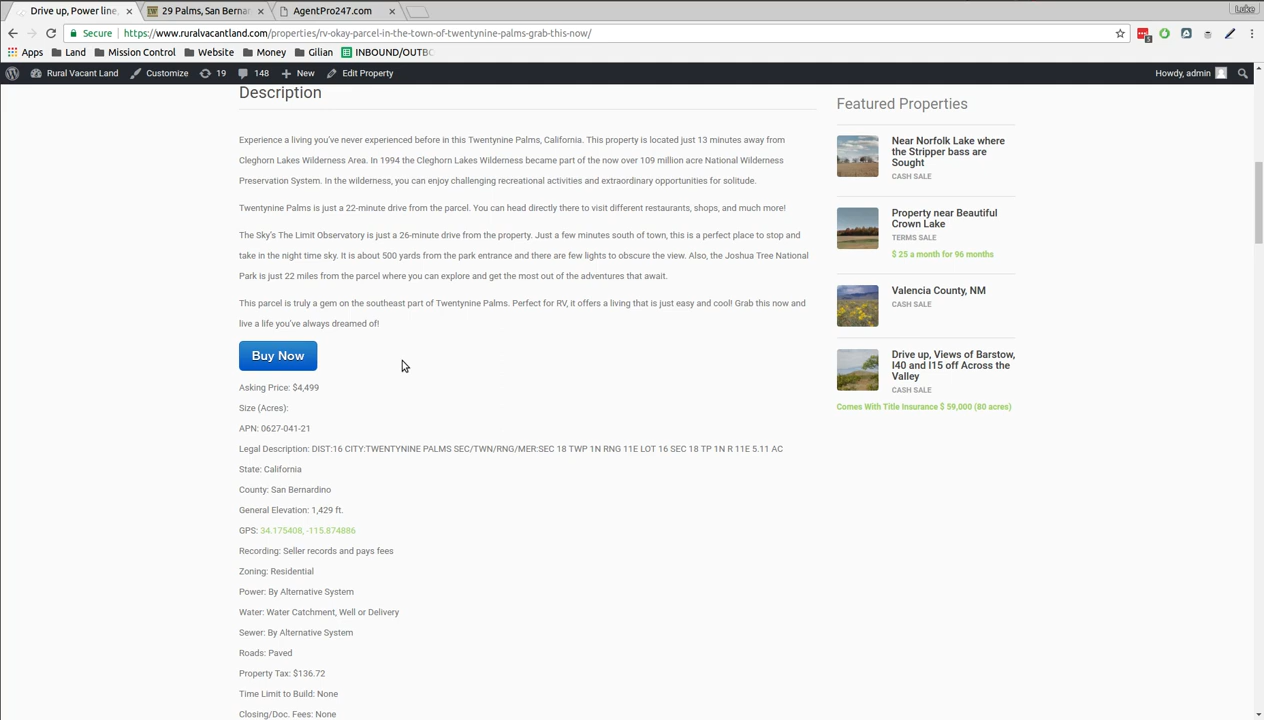 Drive up, Power line,
29 Palms, San Bernar
AgentPro247.com
Luke
Secure
https://www.ruralvacantland.com/properties/rv-okay-parcel-in-the-town-of-twentynine-palms-grab-this-now/
Apps
Land
Mission Control
Website
Money
Gilian
INBOUND/OUTBO
Rural Vacant Land
Customize
19
148
New
Edit Property
Howdy, admin
Description
Experience a living you've never experienced before in this Twentynine Palms, California. This property is located just 13 minutes away from
Cleghorn Lakes Wilderness Area. In 1994 the Cleghorn Lakes Wilderness became part of the now over 109 million acre National Wilderness
Preservation System. In the wilderness, you can enjoy challenging recreational activities and extraordinary opportunities for solitude.
Twentynine Palms is just a 22-minute drive from the parcel. You can head directly there to visit different restaurants, shops, and much more!
The Sky's The Limit Observatory is just a 26-minute drive from the property. Just a few minutes south of town, this is a perfect place to stop and
take in the night time sky. It is about 500 yards from the park entrance and there are few lights to obscure the view. Also, the Joshua Tree National
Park is just 22 miles from the parcel where you can explore and get the most out of the adventures that await.
This parcel is truly a gem on the southeast part of Twentynine Palms. Perfect for RV, it offers a living that is just easy and cool! Grab this now and
live a life you've always dreamed of!
Buy Now
Asking Price: $4,499
Size (Acres):
APN: 0627-041-21
Legal Description: DIST:16 CITY:TWENTYNINE PALMS SEC/TWN/RNG/MER:SEC 18 TWP 1N RNG 11E LOT 16 SEC 18 TP 1N R 11E 5.11 AC
State: California
County: San Bernardino
General Elevation: 1,429 ft.
GPS: 34.175408, -115.874886
Recording: Seller records and pays fees
Zoning: Residential
Power: By Alternative System
Water: Water Catchment, Well or Delivery
Sewer: By Alternative System
Roads: Paved
Property Tax: $136.72
Time Limit to Build: None
Closing/Doc. Fees: None
Featured Properties
Near Norfolk Lake where
the Stripper bass are
Sought
CASH SALE
Property near Beautiful
Crown Lake
TERMS SALE
$ 25 a month for 96 months
Valencia County, NM
CASH SALE
Drive up, Views of Barstow,
I40 and I15 off Across the
Valley
CASH SALE
Comes With Title Insurance $ 59,000 (80 acres)